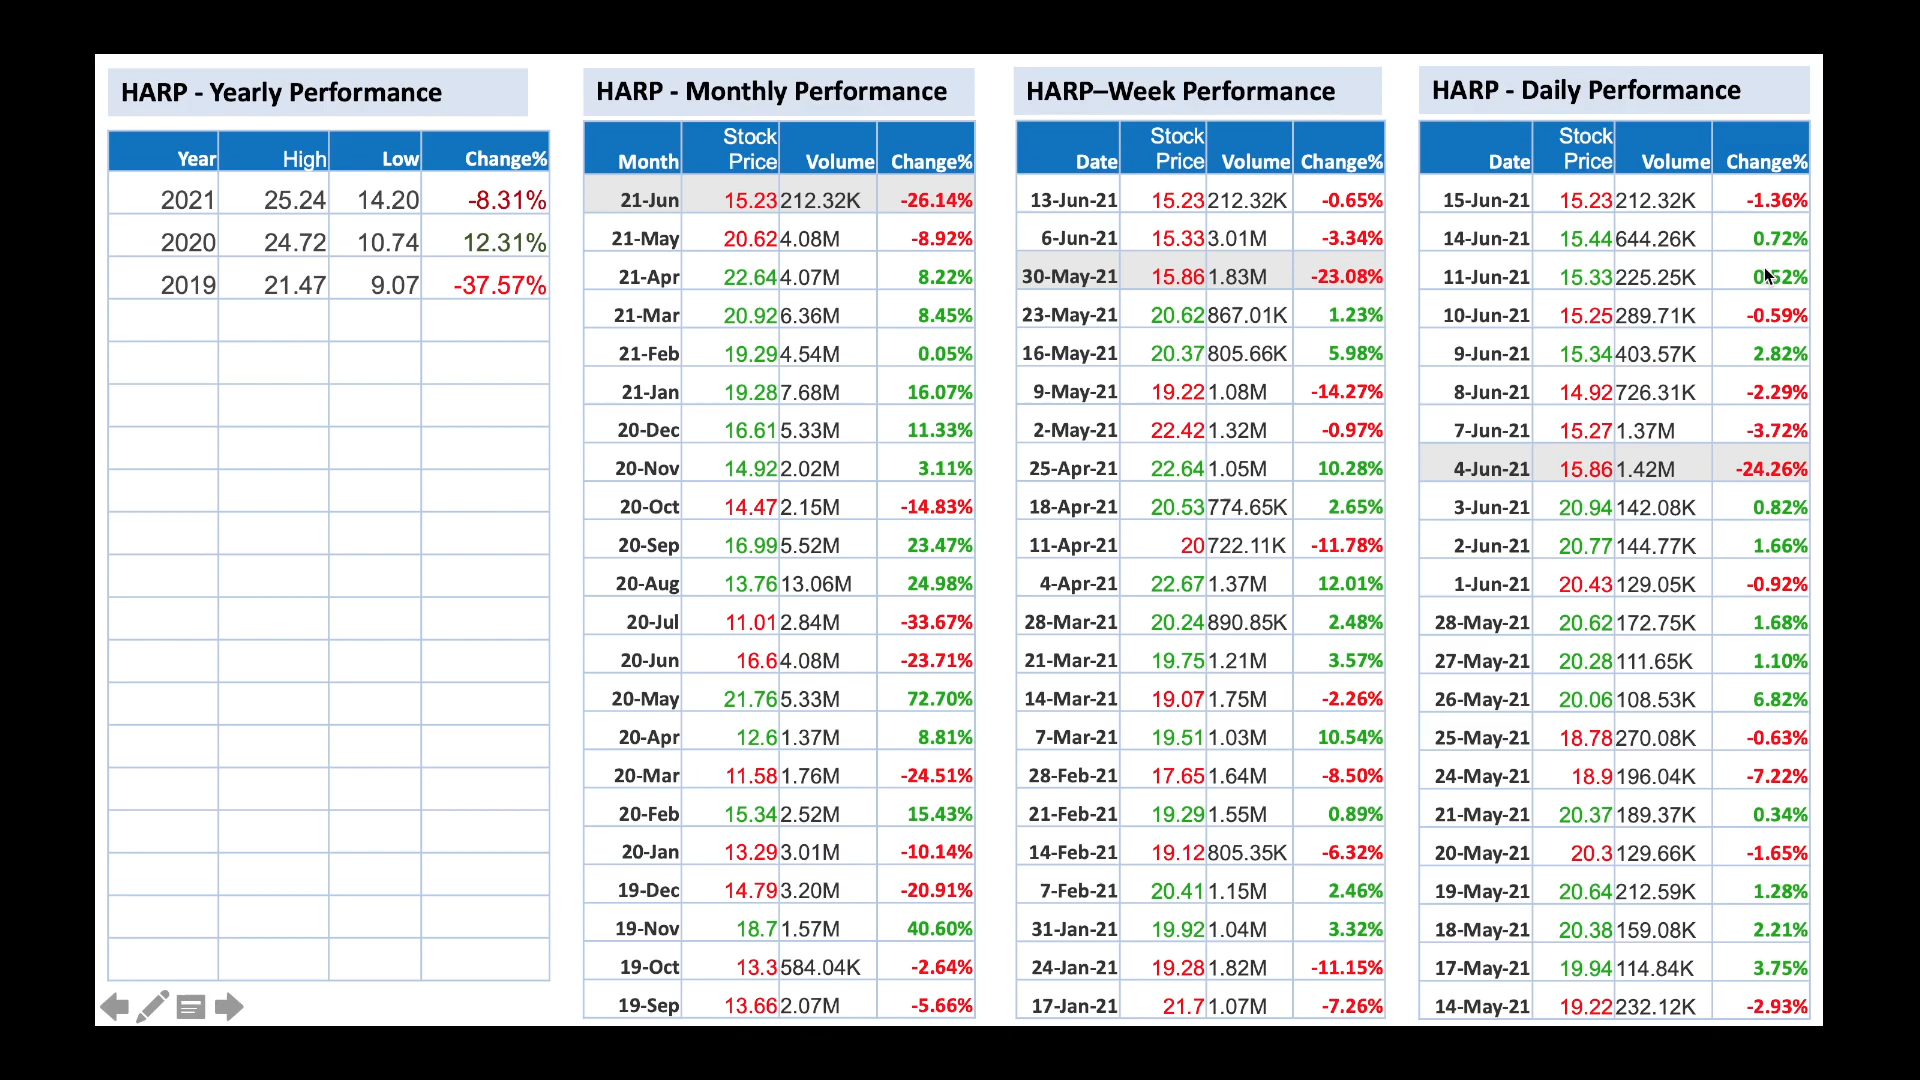 HARP - Yearly Performance
Year High Low Change%
2021 25.24 14.20 -8.31%
2020 24.72 10.74 12.31%
2019 21.47 9.07 -37.57%
HARP - Monthly Performance
Month Stock Price Volume Change%
21-Jun 15.23 212.32K -26.14%
21-May 20.62 4.08M -8.92%
21-Apr 22.64 4.07M 8.22%
21-Mar 20.92 6.36M 8.45%
21-Feb 19.29 4.54M 0.05%
21-Jan 19.28 7.68M 16.07%
20-Dec 16.61 5.33M 11.33%
20-Nov 14.92 2.02M 3.11%
20-Oct 14.47 2.15M -14.83%
20-Sep 16.99 5.52M 23.47%
20-Aug 13.76 13.06M 24.98%
20-Jul 11.01 2.84M -33.67%
20-Jun 16.6 4.08M -23.71%
20-May 21.76 5.33M 72.70%
20-Apr 12.6 1.37M 8.81%
20-Mar 11.58 1.76M -24.51%
20-Feb 15.34 2.52M 15.43%
20-Jan 13.29 3.01M -10.14%
19-Dec 14.79 3.20M -20.91%
19-Nov 18.7 1.57M 40.60%
19-Oct 13.3 584.04K -2.64%
19-Sep 13.66 2.07M -5.66%
HARP–Week Performance
Date Stock Price Volume Change%
13-Jun-21 15.23 212.32K -0.65%
6-Jun-21 15.33 3.01M -3.34%
30-May-21 15.86 1.83M -23.08%
23-May-21 20.62 867.01K 1.23%
16-May-21 20.37 805.66K 5.98%
9-May-21 19.22 1.08M -14.27%
2-May-21 22.42 1.32M -0.97%
25-Apr-21 22.64 1.05M 10.28%
18-Apr-21 20.53 774.65K 2.65%
11-Apr-21 20 722.11K -11.78%
4-Apr-21 22.67 1.37M 12.01%
28-Mar-21 20.24 890.85K 2.48%
21-Mar-21 19.75 1.21M 3.57%
14-Mar-21 19.07 1.75M -2.26%
7-Mar-21 19.51 1.03M 10.54%
28-Feb-21 17.65 1.64M -8.50%
21-Feb-21 19.29 1.55M 0.89%
14-Feb-21 19.12 805.35K -6.32%
7-Feb-21 20.41 1.15M 2.46%
31-Jan-21 19.92 1.04M 3.32%
24-Jan-21 19.28 1.82M -11.15%
17-Jan-21 21.7 1.07M -7.26%
HARP - Daily Performance
Date Stock Price Volume Change%
15-Jun-21 15.23 212.32K -1.36%
14-Jun-21 15.44 644.26K 0.72%
11-Jun-21 15.33 225.25K
10-Jun-21 15.25 289.71K -0.59%
9-Jun-21 15.34 403.57K 2.82%
8-Jun-21 14.92 726.31K -2.29%
7-Jun-21 15.27 1.37M -3.72%
4-Jun-21 15.86 1.42M -24.26%
3-Jun-21 20.94 142.08K 0.82%
2-Jun-21 20.77 144.77K 1.66%
1-Jun-21 20.43 129.05K -0.92%
28-May-21 20.62 172.75K 1.68%
27-May-21 20.28 111.65K 1.10%
26-May-21 20.06 108.53K 6.82%
25-May-21 18.78 270.08K -0.63%
24-May-21 18.9 196.04K -7.22%
21-May-21 20.37 189.37K 0.34%
20-May-21 20.3 129.66K -1.65%
19-May-21 20.64 212.59K 1.28%
18-May-21 20.38 159.08K 2.21%
17-May-21 19.94 114.84K 3.75%
14-May-21 19.22 232.12K -2.93%